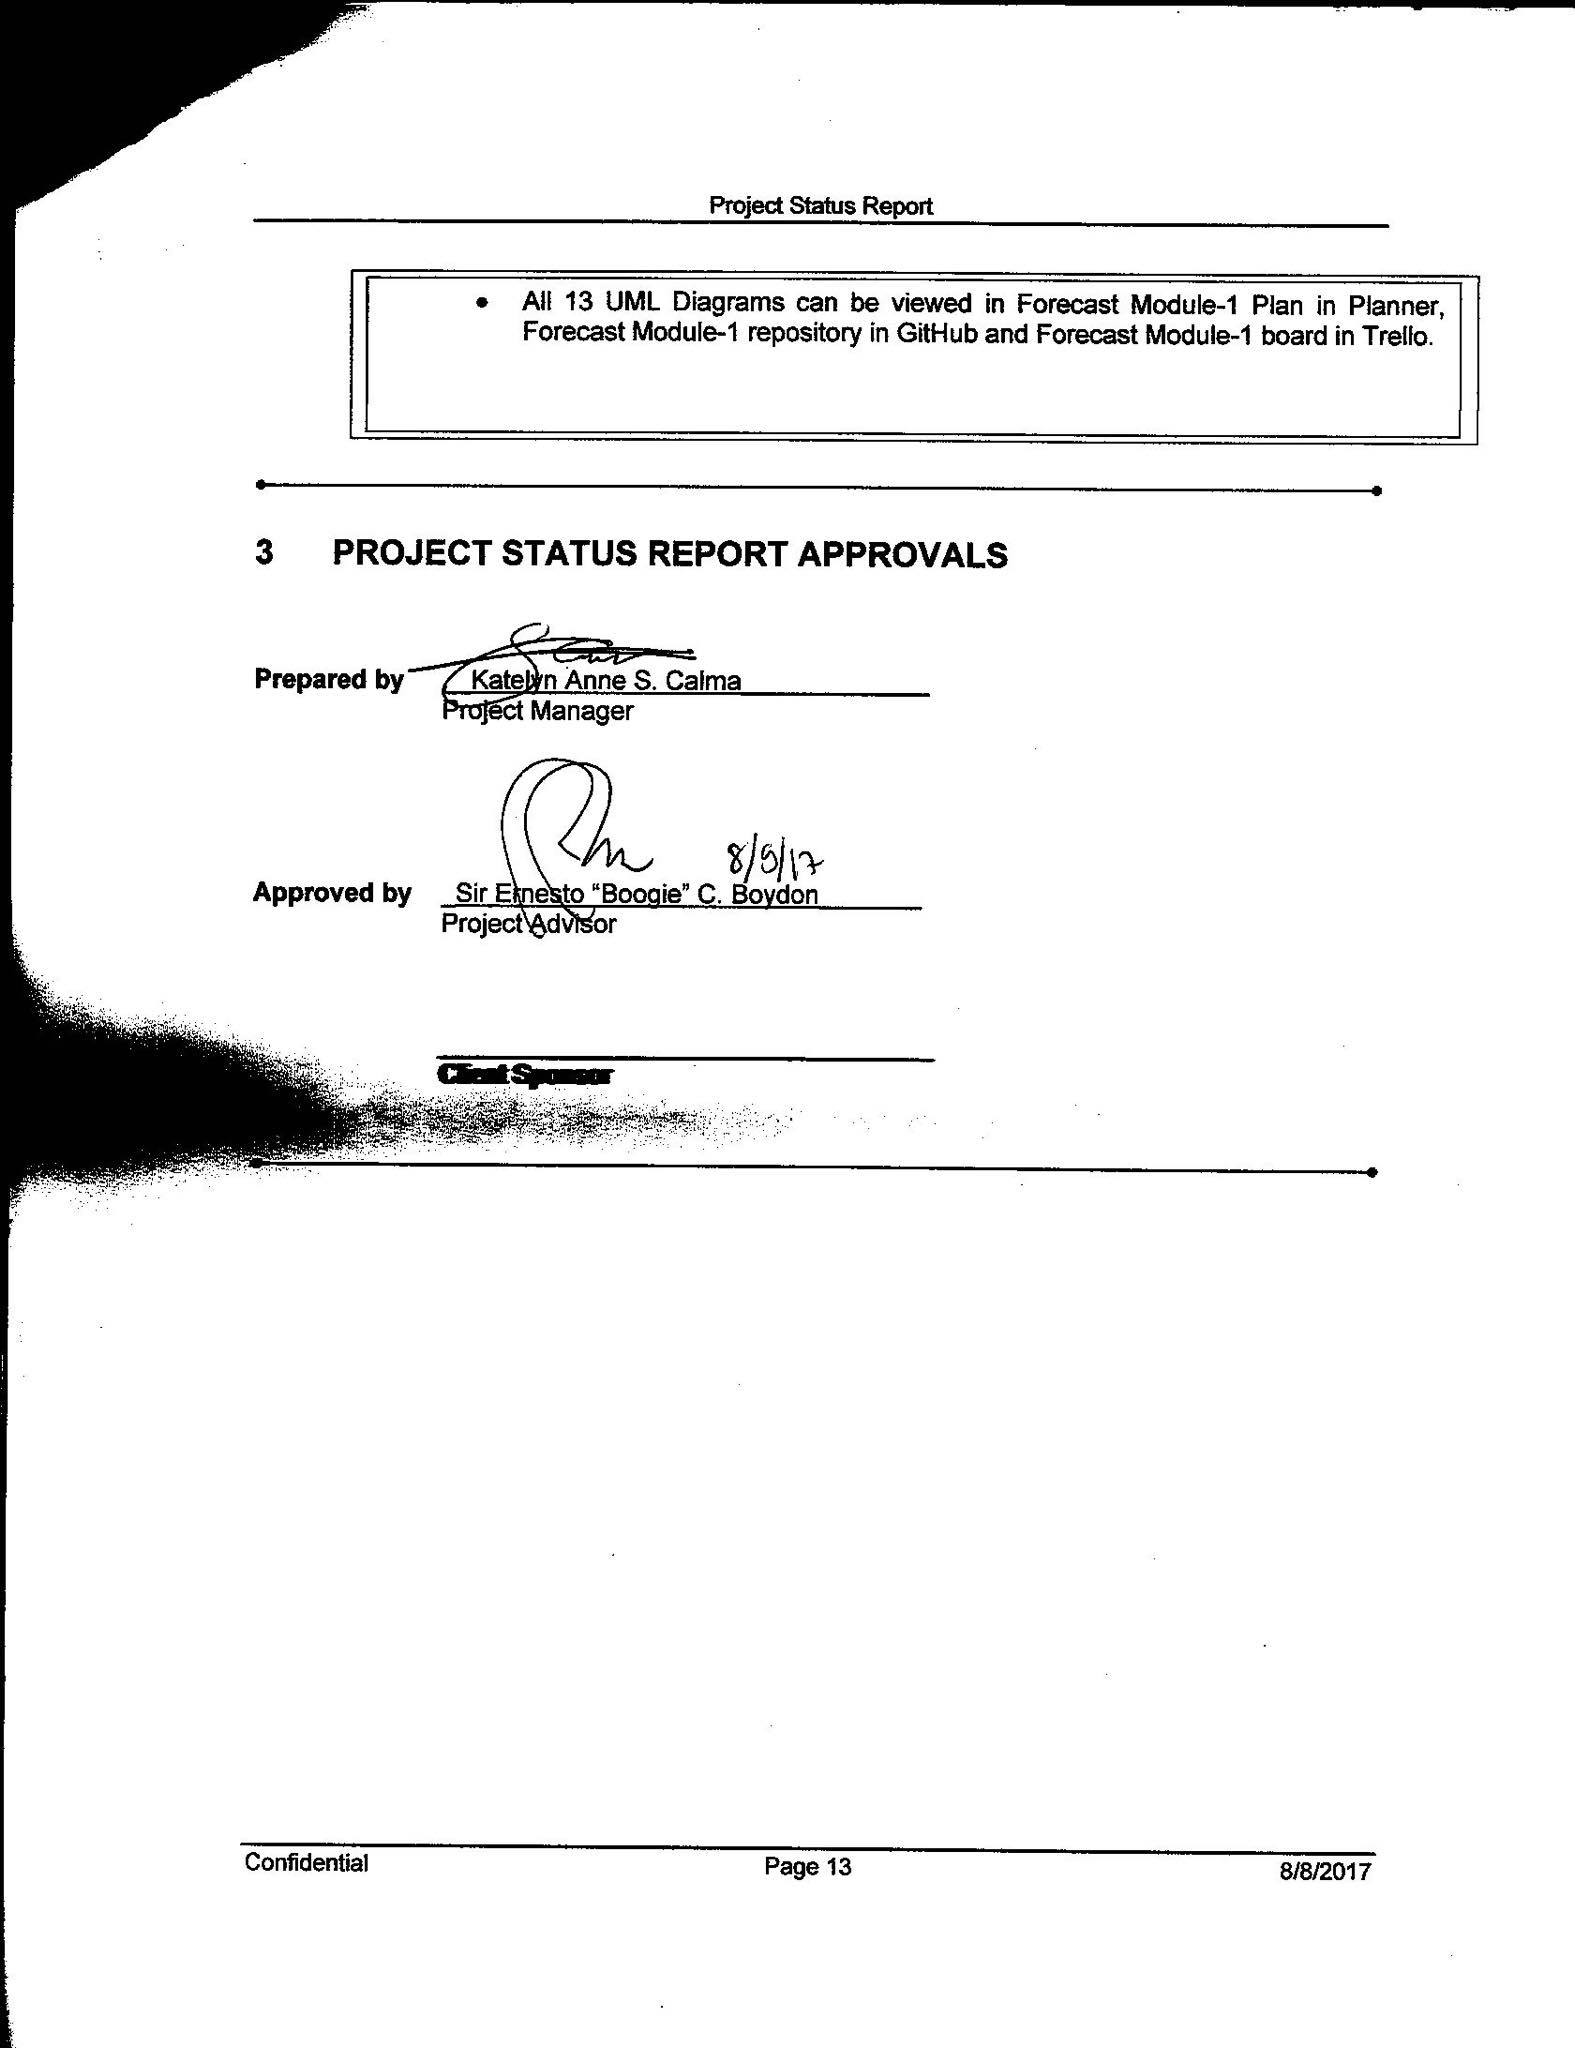 Project Status Report
• All 13 UML Diagrams can be viewed in Forecast Module-1 Plan in Planner,
Forecast Module-1 repository in GitHub and Forecast Module-1 board in Trello.
3 PROJECT STATUS REPORT APPROVALS
Prepared by Katelyn Anne S. Calma
Project Manager
8/9/17
Approved by Sir Ernesto “Boogie” C. Boydon
Project Advisor
Client Sponsor
Confidential Page 13 8/8/2017